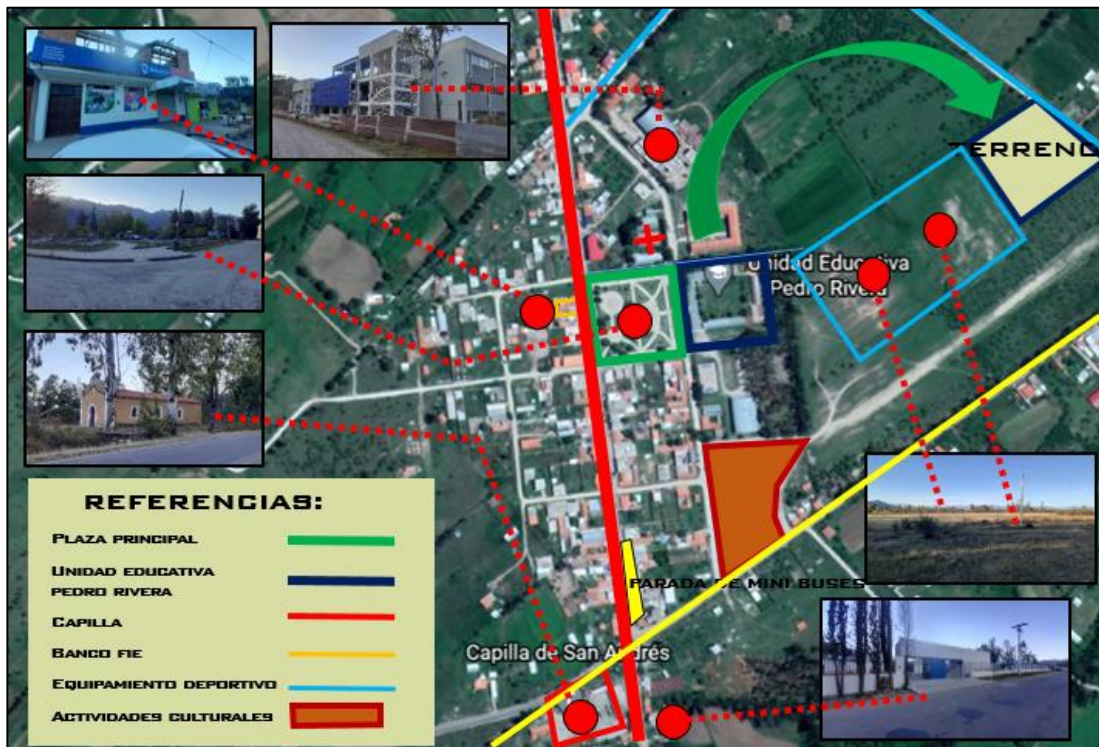 TERRENO
Unidad Educativa
Pedro Rivera
PARADA DE MINI BUSES
Capilla de San Andrés
REFERENCIAS:
PLAZA PRINCIPAL
UNIDAD EDUCATIVA
PEDRO RIVERA
CAPILLA
BANCO FIE
EQUIPAMIENTO DEPORTIVO
ACTIVIDADES CULTURALES